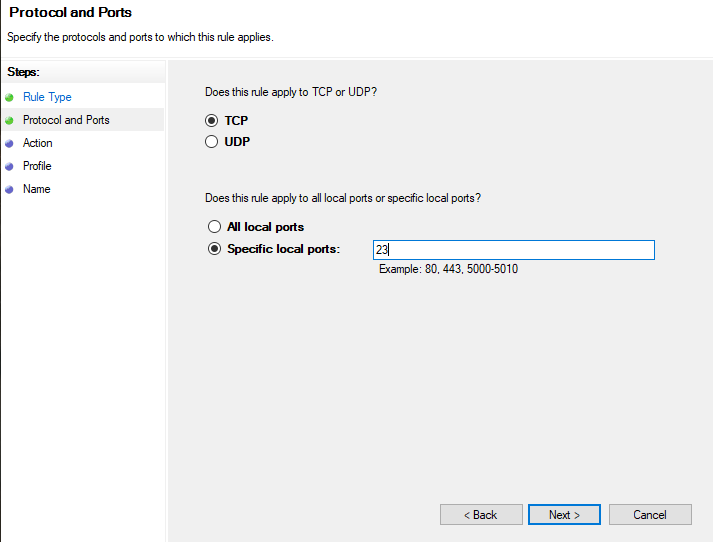 Protocol and Ports
Specify the protocols and ports to which this rule applies.
Steps:
Rule Type
Protocol and Ports
Action
Profile
Name
Does this rule apply to TCP or UDP?
TCP
UDP
Does this rule apply to all local ports or specific local ports?
All local ports
Specific local ports:
23
Example: 80, 443, 5000-5010
< Back
Next >
Cancel